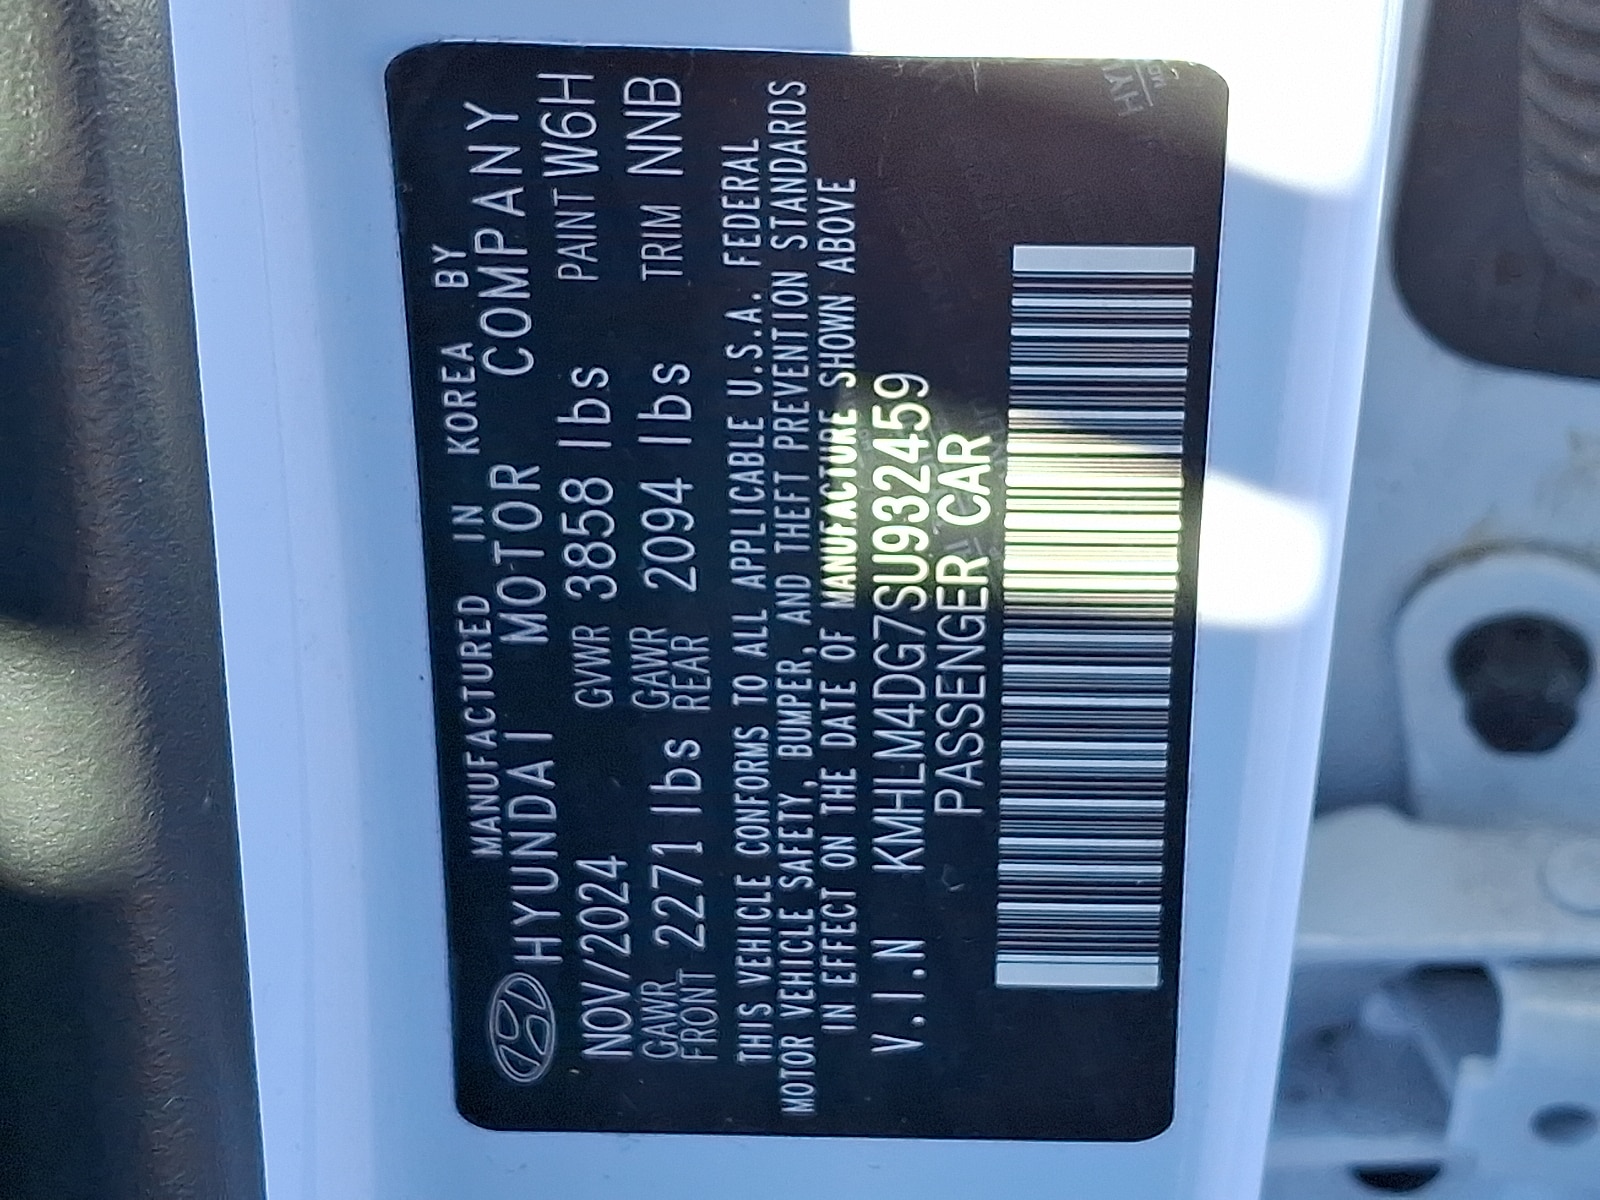 MANUFACTURED IN KOREA BY
HYUNDAI MOTOR COMPANY
NOV/2024 GVWR 3858 lbs PAINT W6H
GAWR FRONT 2271 lbs GAWR REAR 2094 lbs TRIM NNB
THIS VEHICLE CONFORMS TO ALL APPLICABLE U.S.A. FEDERAL
MOTOR VEHICLE SAFETY, BUMPER, AND THEFT PREVENTION STANDARDS
IN EFFECT ON THE DATE OF MANUFACTURE SHOWN ABOVE
V.I.N KMHLM4DG7SU932459
PASSENGER CAR